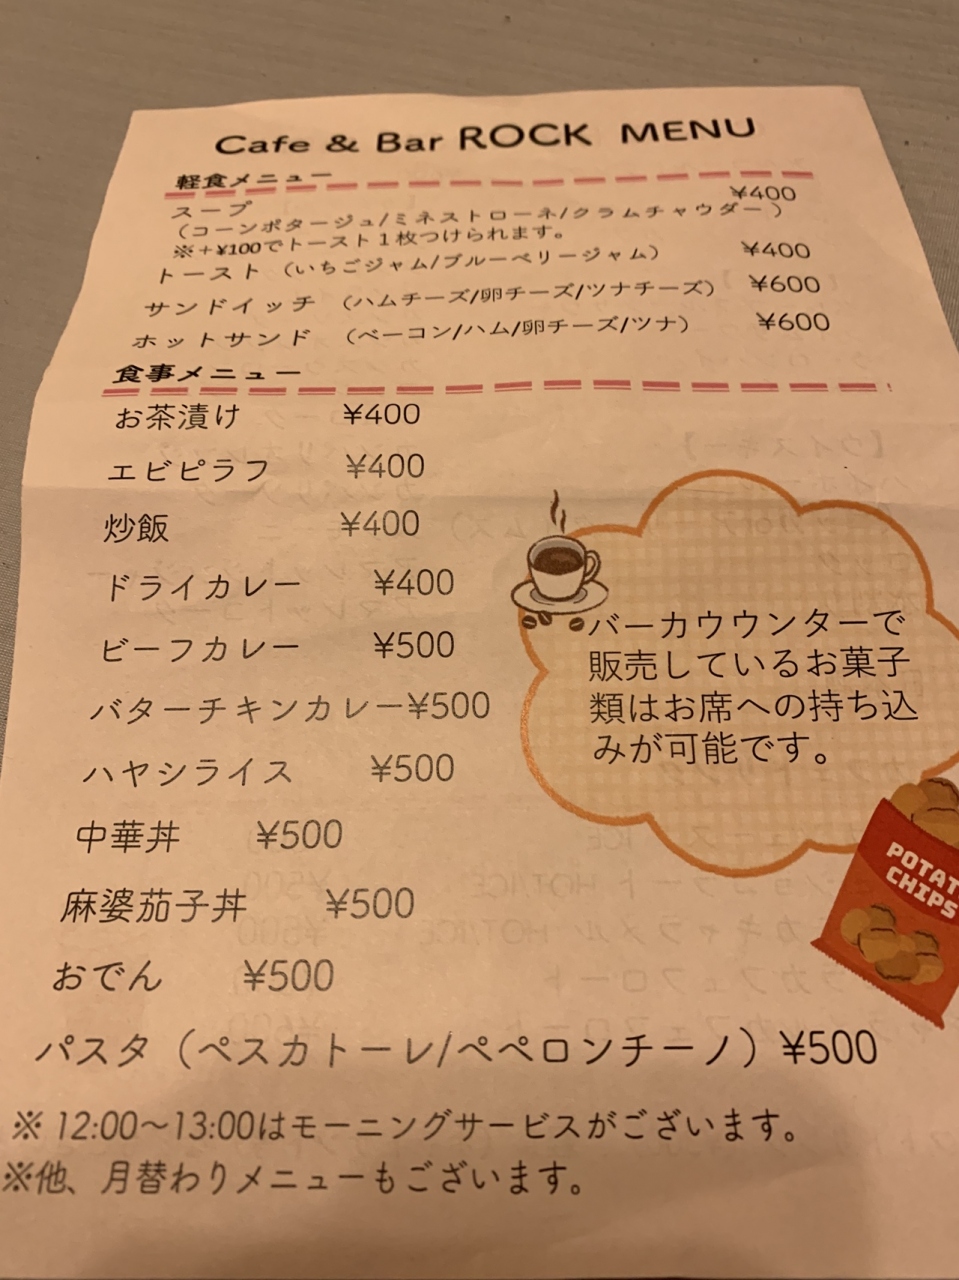 Cafe & Bar ROCK MENU
軽食メニュー
スープ ¥400
（コーンポタージュ/ミネストローネ/クラムチャウダー）
※＋¥100でトースト１枚つけられます。
トースト（いちごジャム/ブルーベリージャム） ¥400
サンドイッチ （ハムチーズ/卵チーズ/ツナチーズ） ¥600
ホットサンド （ベーコン/ハム/卵チーズ/ツナ） ¥600
食事メニュー
お茶漬け ¥400
エビピラフ ¥400
炒飯 ¥400
ドライカレー ¥400
ビーフカレー ¥500
バターチキンカレー¥500
ハヤシライス ¥500
中華丼 ¥500
麻婆茄子丼 ¥500
おでん ¥500
パスタ（ペスカトーレ/ペペロンチーノ）¥500
バーカウウンターで
販売しているお菓子
類はお席への持ち込
みが可能です。
POTAT
CHIPS
※ 12:00～13:00はモーニングサービスがございます。
※他、月替わりメニューもございます。